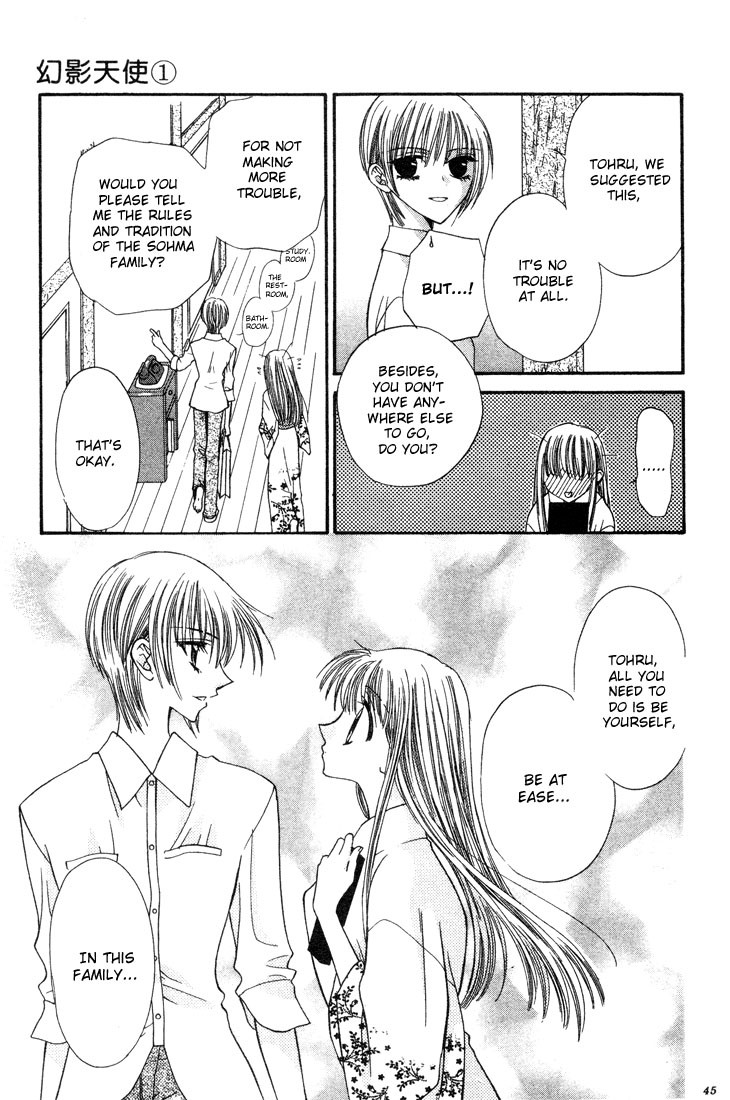 幻影天使①
TOHRU, WE
SUGGESTED
THIS,
IT'S NO
TROUBLE
AT ALL.
BUT...!
BESIDES,
YOU DON'T
HAVE ANY-
WHERE ELSE
TO GO,
DO YOU?
.....
FOR NOT
MAKING
MORE
TROUBLE,
WOULD YOU
PLEASE TELL
ME THE RULES
AND TRADITION
OF THE SOHMA
FAMILY?
STUDY.
ROOM
THE
REST-
ROOM,
BATH-
ROOM.
THAT'S
OKAY.
TOHRU,
ALL YOU
NEED TO
DO IS BE
YOURSELF,
BE AT
EASE...
IN THIS
FAMILY...
45